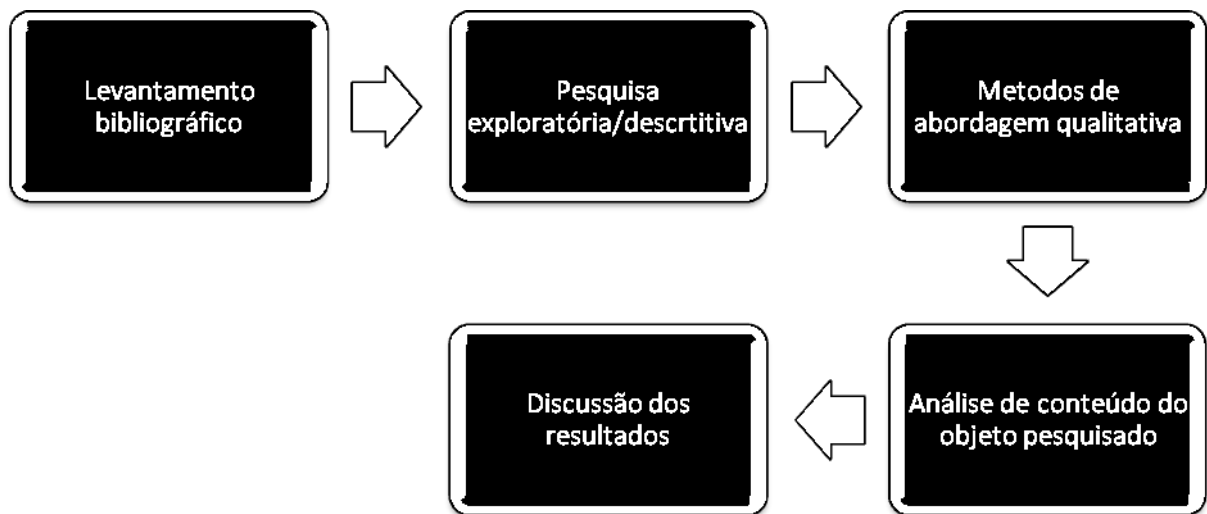 Levantamento
bibliográfico
Pesquisa
exploratória/descrtitiva
Metodos de
abordagem qualitativa
Análise de conteúdo do
objeto pesquisado
Discussão dos
resultados